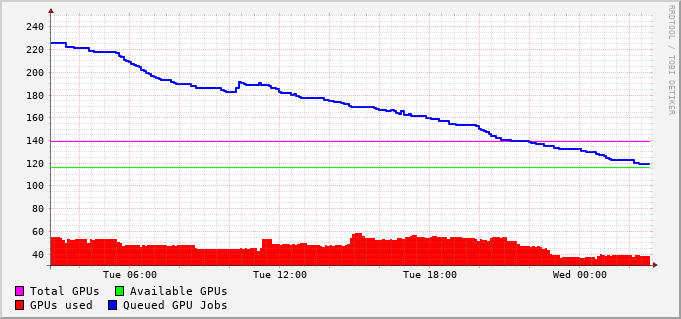 RRDTOOL / TOBI OETIKER
240
220
200
180
160
140
120
100
80
60
40
Tue 06:00 Tue 12:00 Tue 18:00 Wed 00:00
Total GPUs Available GPUs
GPUs used Queued GPU Jobs